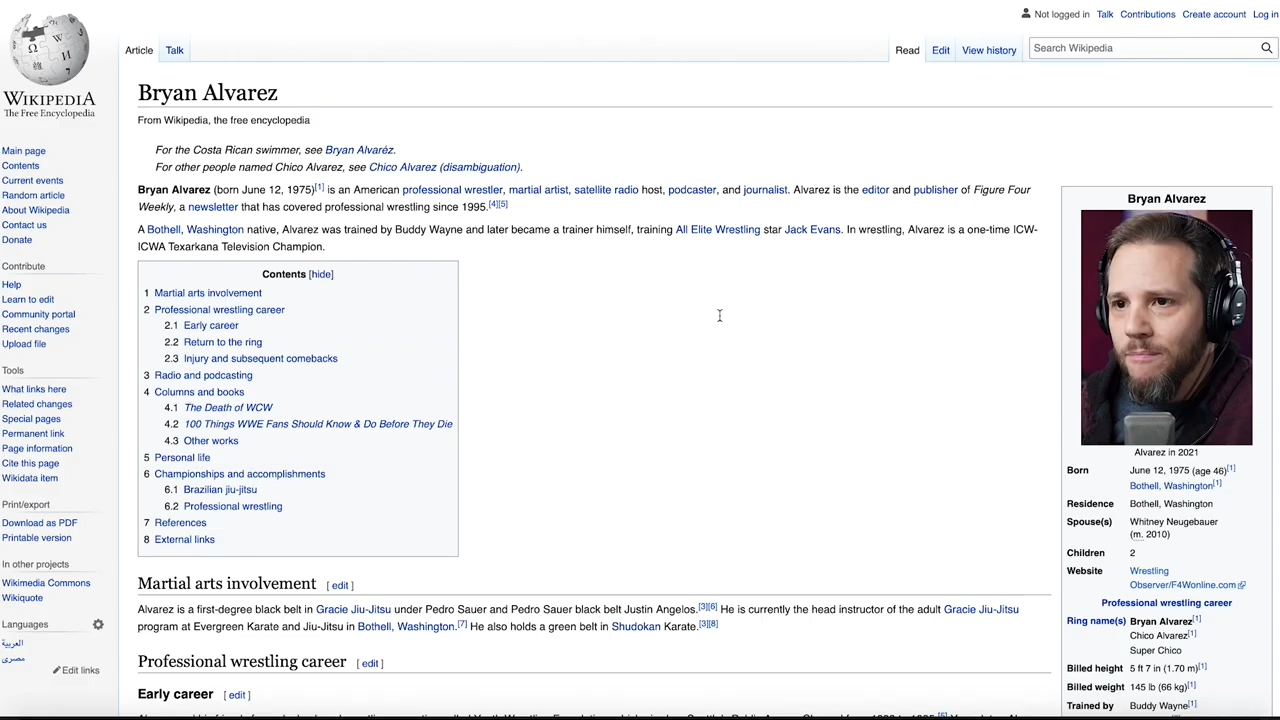 Not logged in Talk Contributions Create account Log in
Article Talk Read Edit View history Search Wikipedia
WIKIPEDIA
The Free Encyclopedia
Main page
Contents
Current events
Random article
About Wikipedia
Contact us
Donate
Contribute
Help
Learn to edit
Community portal
Recent changes
Upload file
Tools
What links here
Related changes
Special pages
Permanent link
Page information
Cite this page
Wikidata item
Print/export
Download as PDF
Printable version
In other projects
Wikimedia Commons
Wikiquote
Languages
العربية
مصرى
Edit links
Bryan Alvarez
From Wikipedia, the free encyclopedia
For the Costa Rican swimmer, see Bryan Alvaréz.
For other people named Chico Alvarez, see Chico Alvarez (disambiguation).
Bryan Alvarez (born June 12, 1975)[1] is an American professional wrestler, martial artist, satellite radio host, podcaster, and journalist. Alvarez is the editor and publisher of Figure Four
Weekly, a newsletter that has covered professional wrestling since 1995.[4][5]
A Bothell, Washington native, Alvarez was trained by Buddy Wayne and later became a trainer himself, training All Elite Wrestling star Jack Evans. In wrestling, Alvarez is a one-time ICW-
ICWA Texarkana Television Champion.
Contents [hide]
1 Martial arts involvement
2 Professional wrestling career
2.1 Early career
2.2 Return to the ring
2.3 Injury and subsequent comebacks
3 Radio and podcasting
4 Columns and books
4.1 The Death of WCW
4.2 100 Things WWE Fans Should Know & Do Before They Die
4.3 Other works
5 Personal life
6 Championships and accomplishments
6.1 Brazilian jiu-jitsu
6.2 Professional wrestling
7 References
8 External links
Martial arts involvement [ edit ]
Alvarez is a first-degree black belt in Gracie Jiu-Jitsu under Pedro Sauer and Pedro Sauer black belt Justin Angelos.[3][6] He is currently the head instructor of the adult Gracie Jiu-Jitsu
program at Evergreen Karate and Jiu-Jitsu in Bothell, Washington.[7] He also holds a green belt in Shudokan Karate.[3][8]
Professional wrestling career [ edit ]
Early career [ edit ]
Bryan Alvarez
Alvarez in 2021
Born June 12, 1975 (age 46)[1]
Bothell, Washington[1]
Residence Bothell, Washington
Spouse(s) Whitney Neugebauer
(m. 2010)
Children 2
Website Wrestling
Observer/F4Wonline.com
Professional wrestling career
Ring name(s) Bryan Alvarez[1]
Chico Alvarez[1]
Super Chico
Billed height 5 ft 7 in (1.70 m)[1]
Billed weight 145 lb (66 kg)[1]
Trained by Buddy Wayne[1]